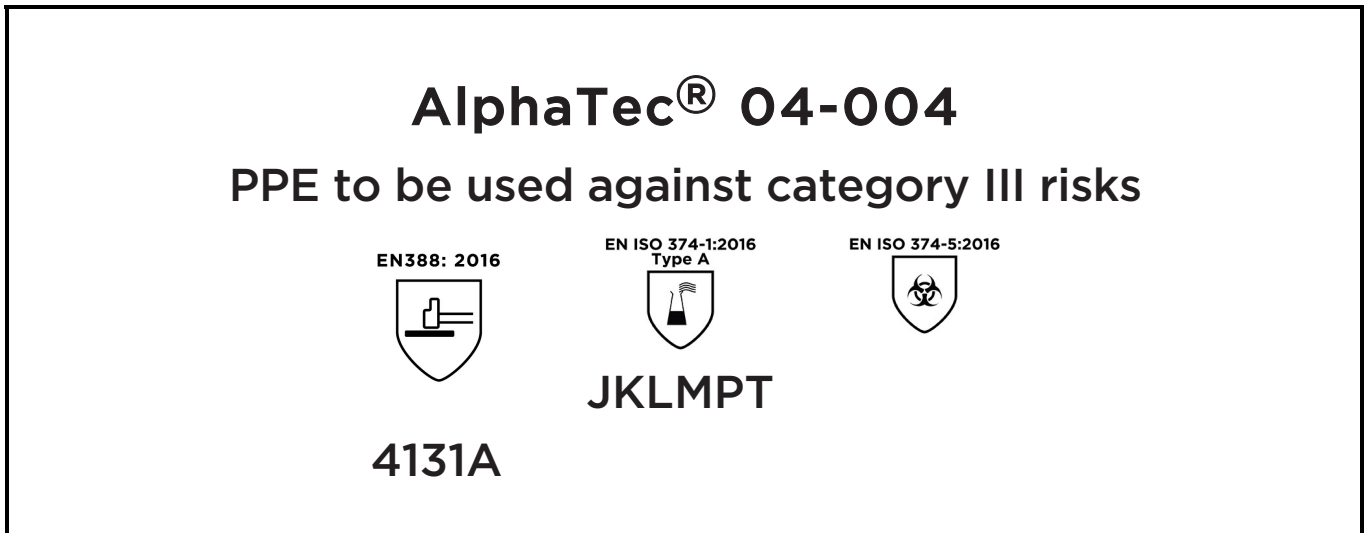 AlphaTec® 04-004
PPE to be used against category III risks
EN388: 2016
4131A
EN ISO 374-1:2016
Type A
JKLMPT
EN ISO 374-5:2016